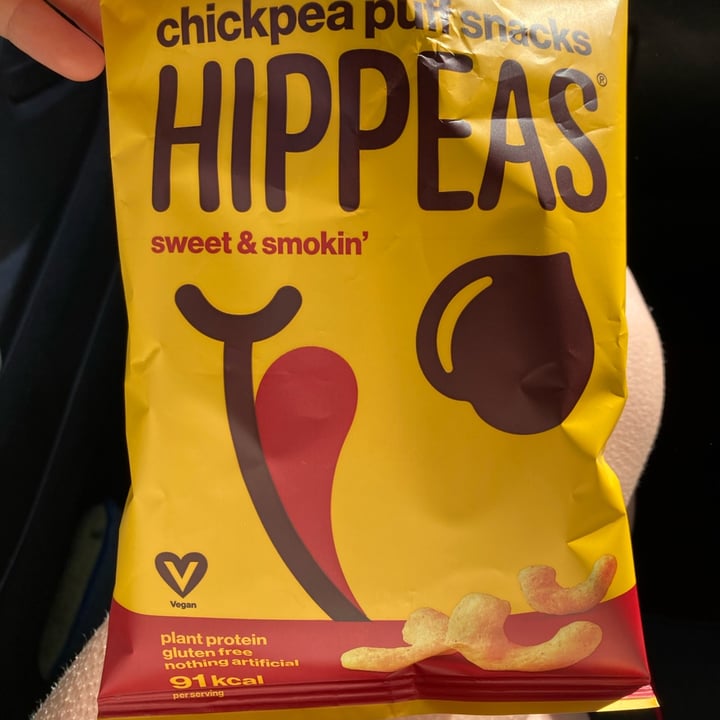 chickpea puff snacks
HIPPEAS®
sweet & smokin'
V
Vegan
plant protein
gluten free
nothing artificial
91 kcal
per serving